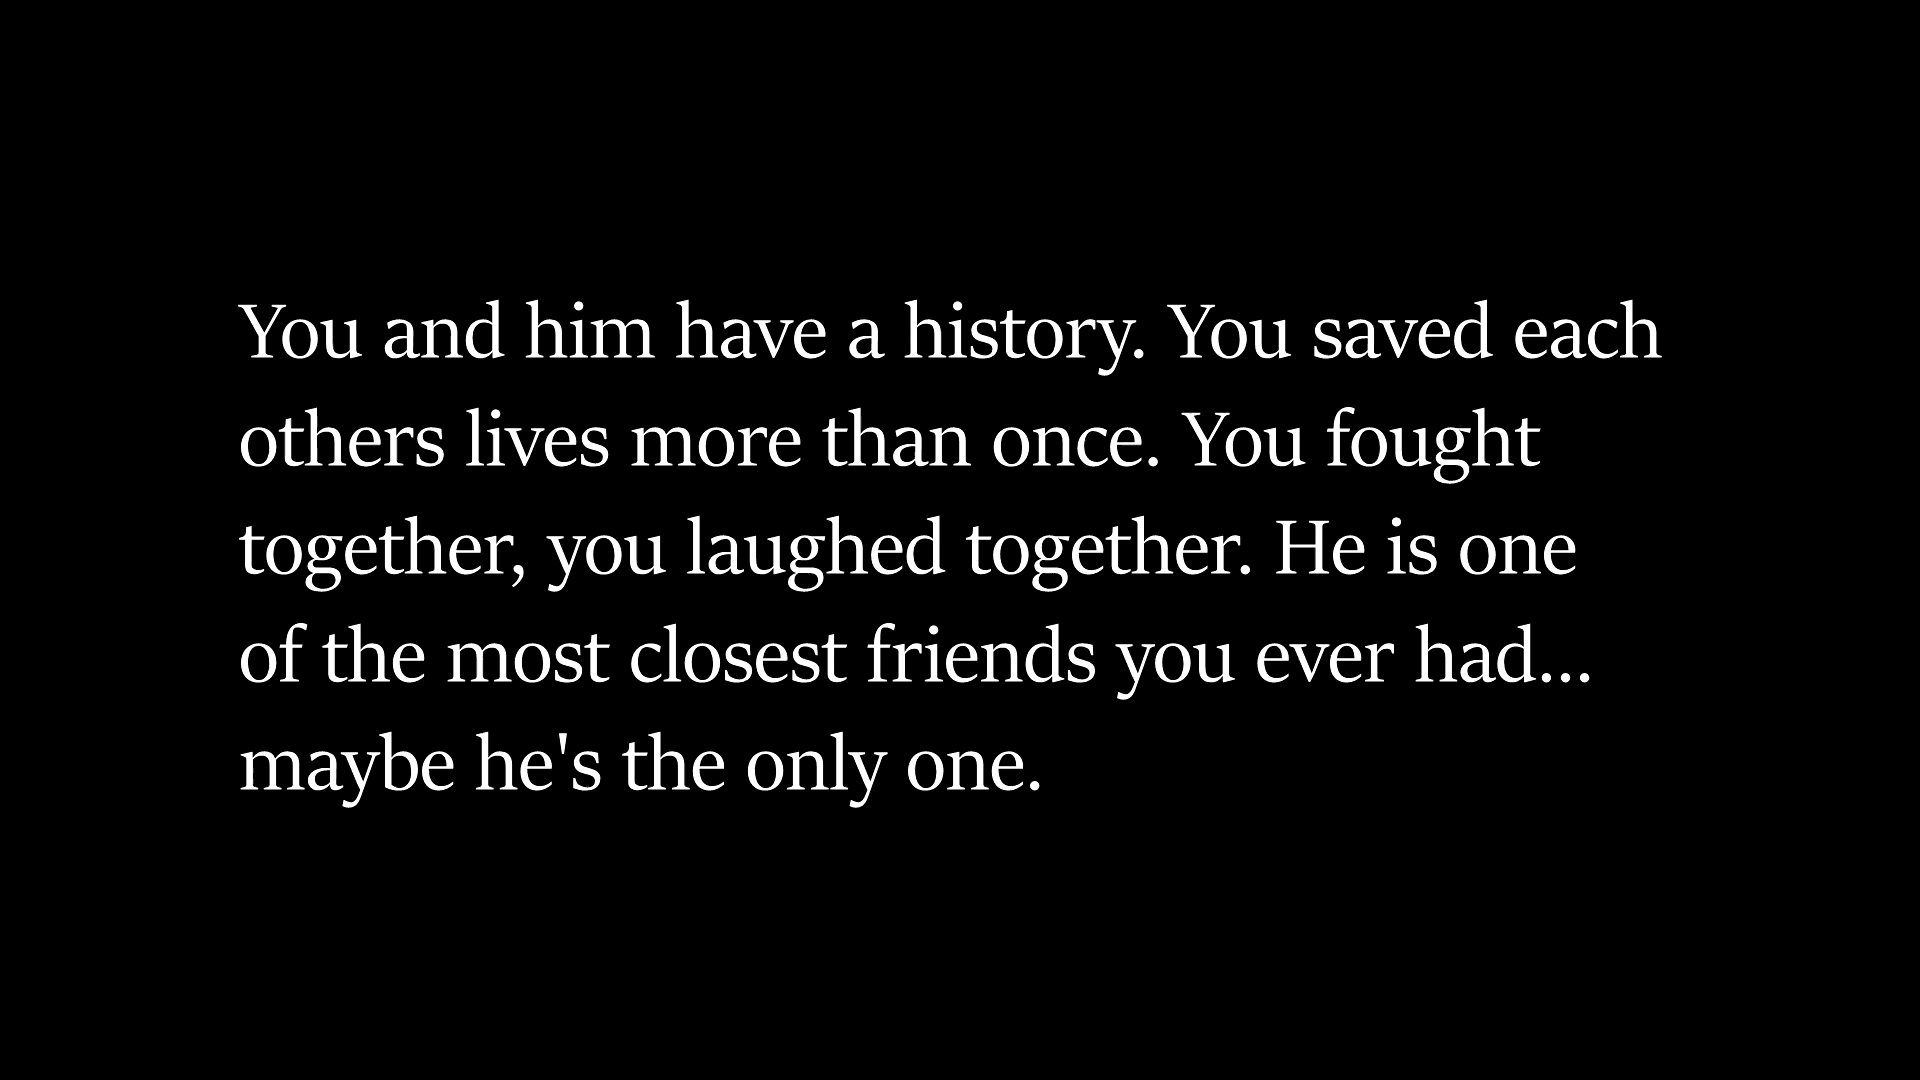 You and him have a history. You saved each
others lives more than once. You fought
together, you laughed together. He is one
of the most closest friends you ever had...
maybe he's the only one.